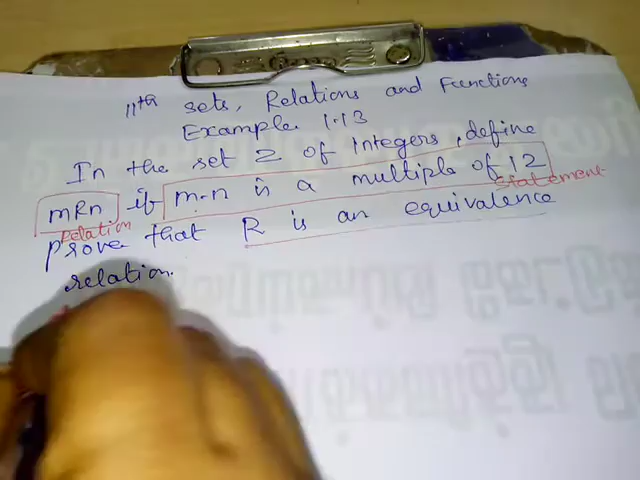 11th sets, Relations and Functions
Example 1.13
In the set Z of Integers, define
mRn if m-n is a multiple of 12
Relation
statement
prove that R is an equivalence
relation.